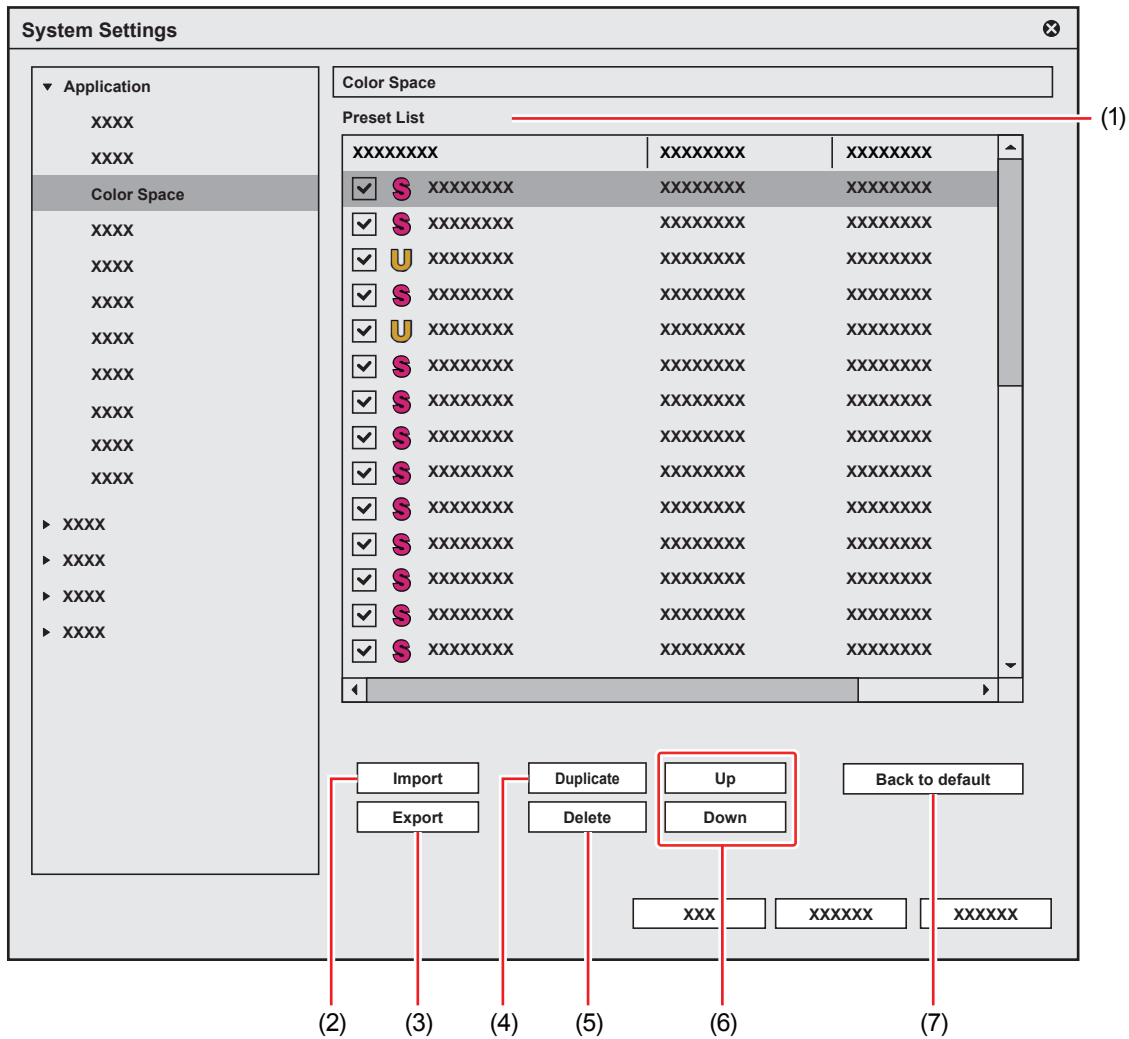 System Settings
Application
XXXX
XXXX
Color Space
XXXX
XXXX
XXXX
XXXX
XXXX
XXXX
XXXX
XXXX
XXXX
XXXX
XXXX
XXXX
Color Space
Preset List
(1)
XXXXXXXX XXXXXXXX XXXXXXXX
S XXXXXXXX XXXXXXXX XXXXXXXX
S XXXXXXXX XXXXXXXX XXXXXXXX
U XXXXXXXX XXXXXXXX XXXXXXXX
S XXXXXXXX XXXXXXXX XXXXXXXX
U XXXXXXXX XXXXXXXX XXXXXXXX
S XXXXXXXX XXXXXXXX XXXXXXXX
S XXXXXXXX XXXXXXXX XXXXXXXX
S XXXXXXXX XXXXXXXX XXXXXXXX
S XXXXXXXX XXXXXXXX XXXXXXXX
S XXXXXXXX XXXXXXXX XXXXXXXX
S XXXXXXXX XXXXXXXX XXXXXXXX
S XXXXXXXX XXXXXXXX XXXXXXXX
S XXXXXXXX XXXXXXXX XXXXXXXX
S XXXXXXXX XXXXXXXX XXXXXXXX
Import Duplicate Up Back to default
Export Delete Down
XXX XXXXXX XXXXXX
(2) (3) (4) (5) (6) (7)